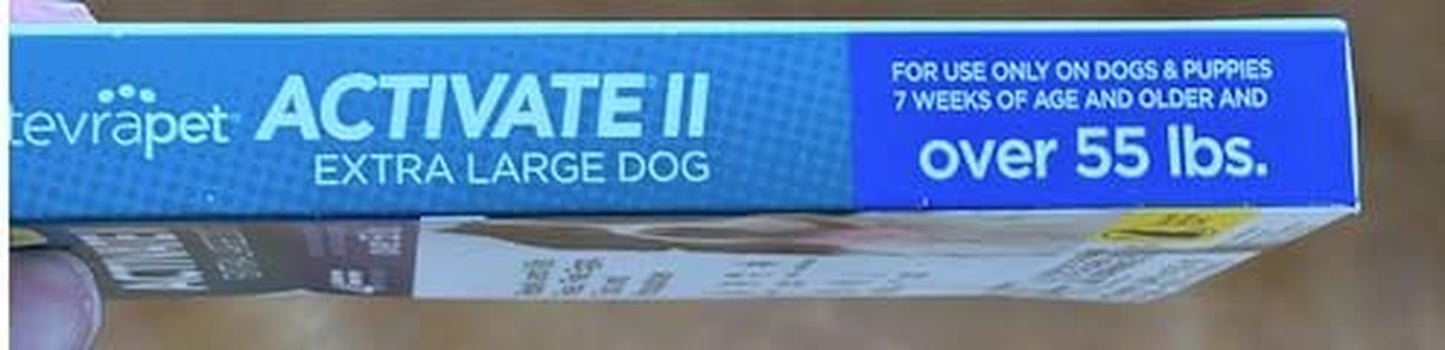 tevrapet
ACTIVATE II
EXTRA LARGE DOG
FOR USE ONLY ON DOGS & PUPPIES
7 WEEKS OF AGE AND OLDER AND
over 55 lbs.